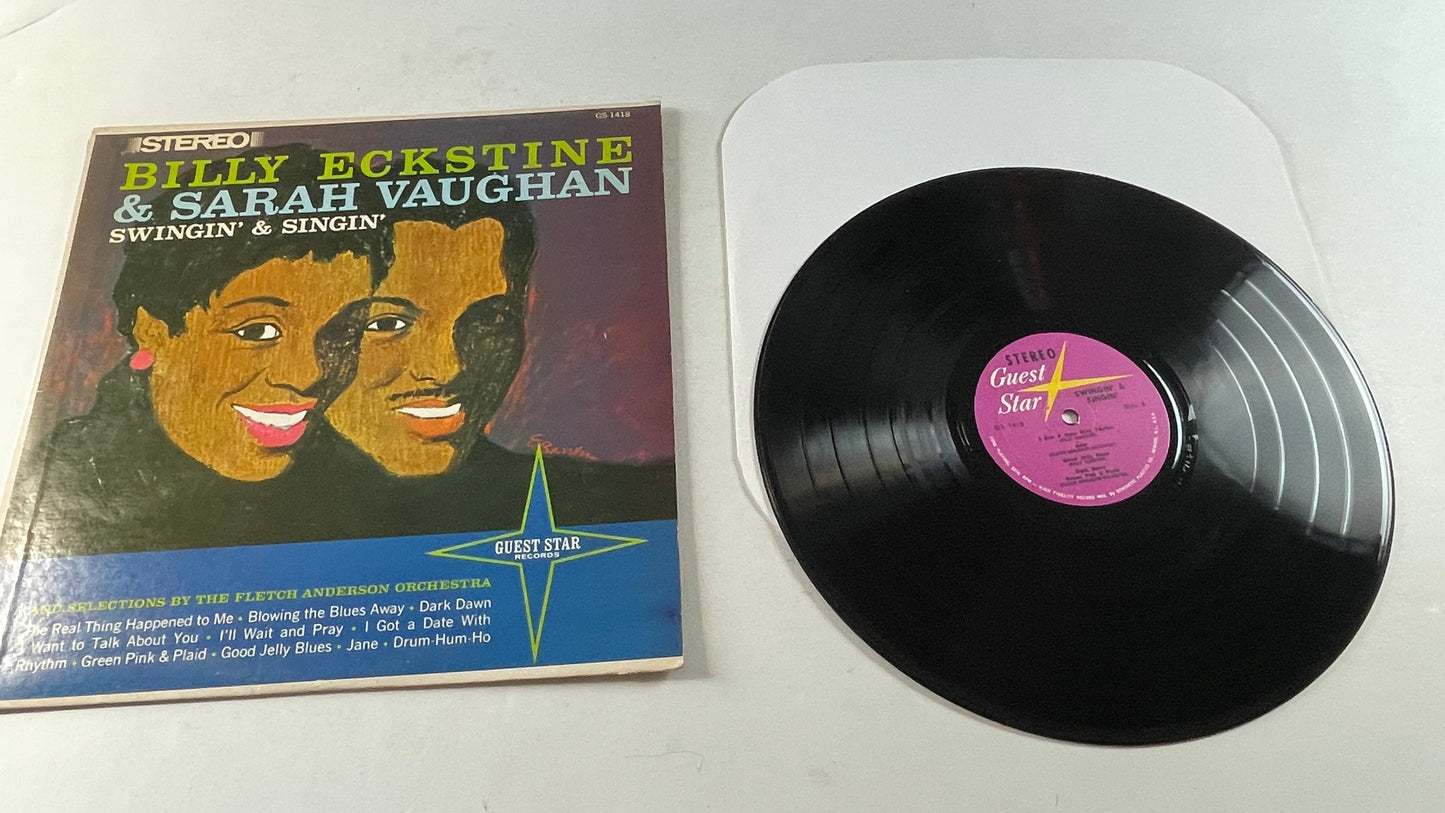 STEREO
GS-1418
BILLY ECKSTINE
& SARAH VAUGHAN
SWINGIN' & SINGIN'
Sandu
GUEST STAR
RECORDS
AND SELECTIONS BY THE FLETCH ANDERSON ORCHESTRA
The Real Thing Happened to Me • Blowing the Blues Away • Dark Dawn
I Want to Talk About You • I'll Wait and Pray • I Got a Date With
Rhythm • Green Pink & Plaid • Good Jelly Blues • Jane • Drum-Hum-Ho
STEREO
Guest
Star
SWINGIN' &
SINGIN'
GS 1418